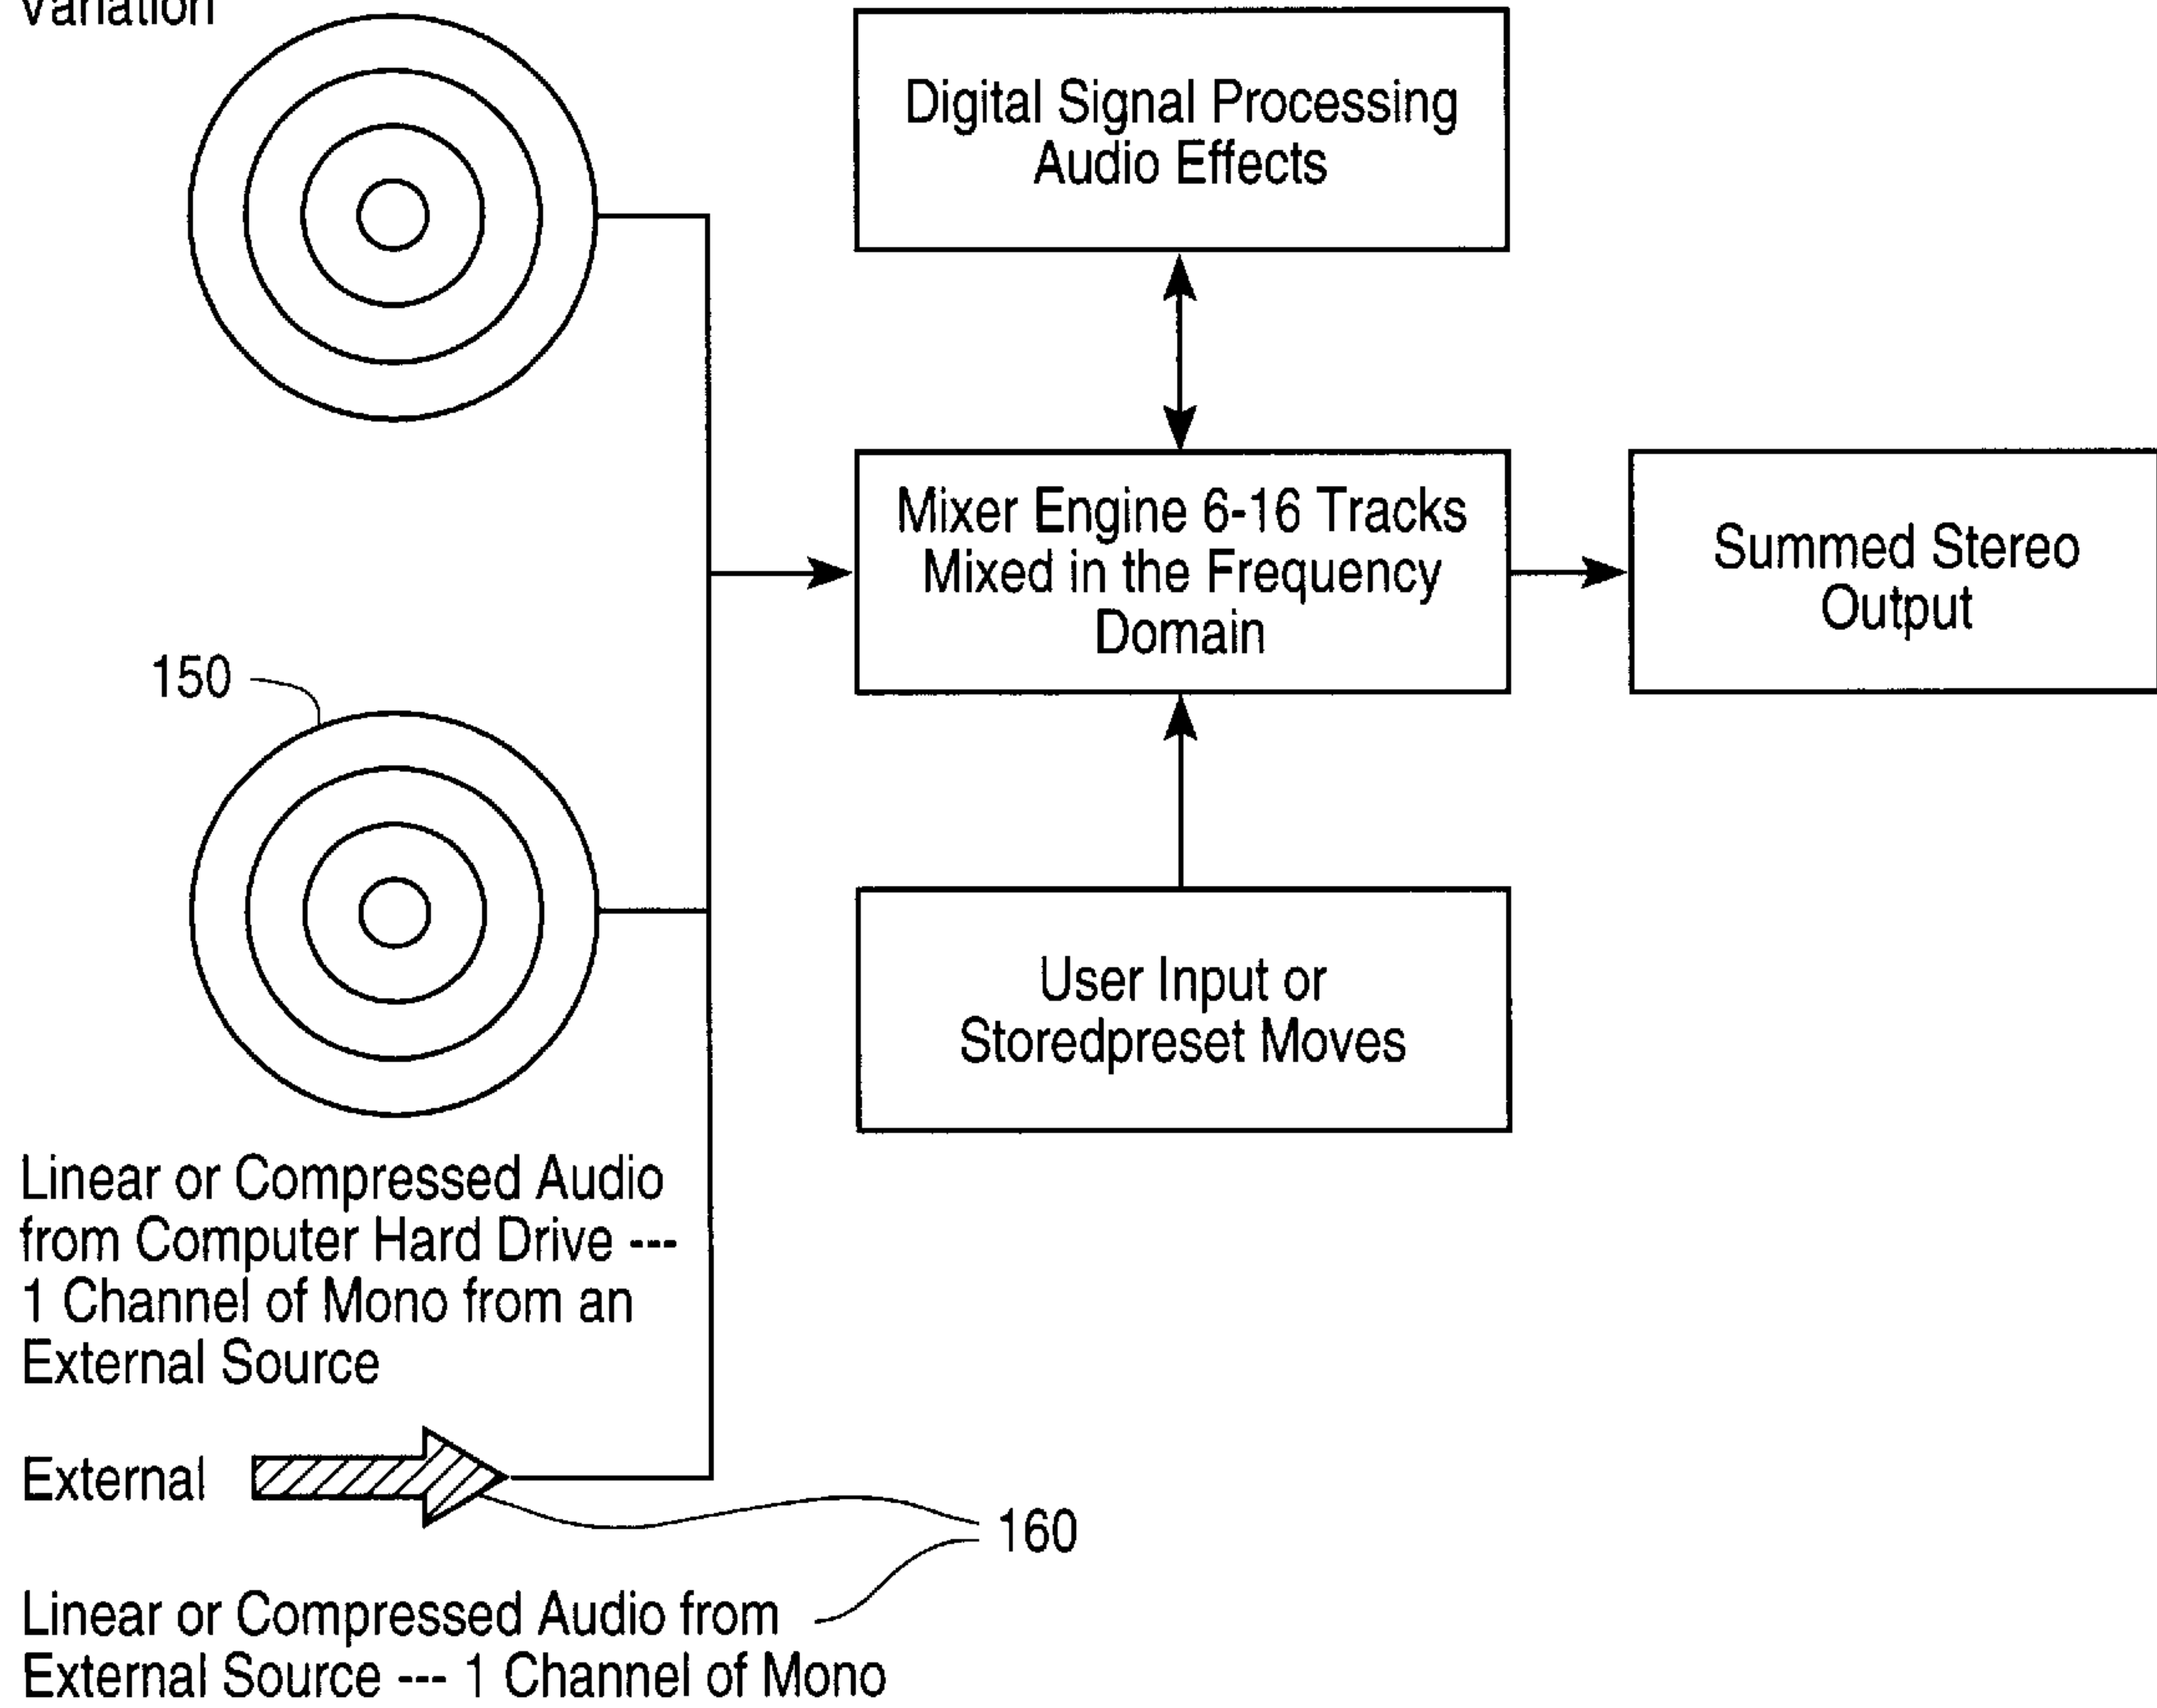 Variation
Digital Signal Processing
Audio Effects
Mixer Engine 6-16 Tracks
Mixed in the Frequency
Domain
Summed Stereo
Output
150
User Input or
Storedpreset Moves
Linear or Compressed Audio
from Computer Hard Drive ---
1 Channel of Mono from an
External Source
External
160
Linear or Compressed Audio from
External Source --- 1 Channel of Mono